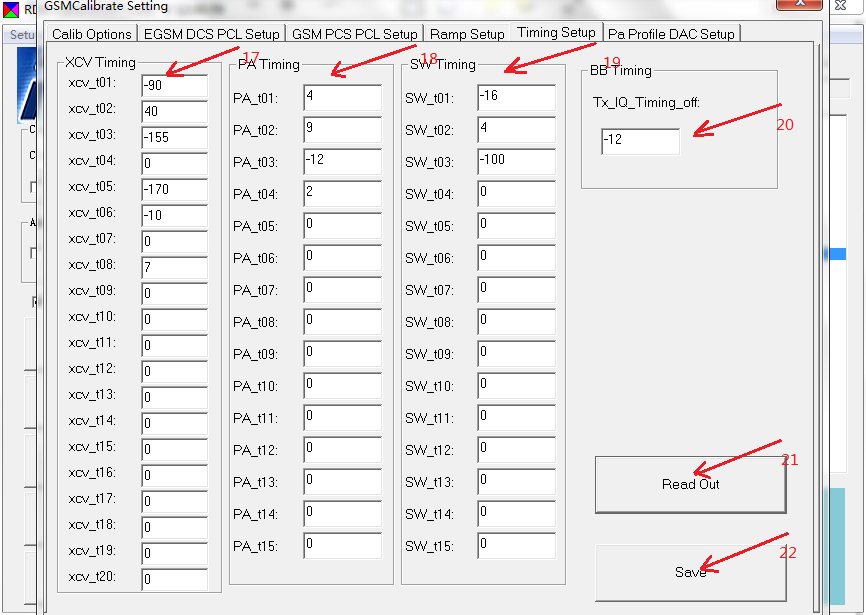 RD
GSMCalibrate Setting
Setu
Calib Options
EGSM DCS PCL Setup
GSM PCS PCL Setup
Ramp Setup
Timing Setup
Pa Profile DAC Setup
XCV Timing
17
xcv_t01: -90
xcv_t02: 40
xcv_t03: -155
xcv_t04: 0
xcv_t05: -170
xcv_t06: -10
xcv_t07: 0
xcv_t08: 7
xcv_t09: 0
xcv_t10: 0
xcv_t11: 0
xcv_t12: 0
xcv_t13: 0
xcv_t14: 0
xcv_t15: 0
xcv_t16: 0
xcv_t17: 0
xcv_t18: 0
xcv_t19: 0
xcv_t20: 0
PA Timing
18
PA_t01: 4
PA_t02: 9
PA_t03: -12
PA_t04: 2
PA_t05: 0
PA_t06: 0
PA_t07: 0
PA_t08: 0
PA_t09: 0
PA_t10: 0
PA_t11: 0
PA_t12: 0
PA_t13: 0
PA_t14: 0
PA_t15: 0
SW Timing
19
SW_t01: -16
SW_t02: 4
SW_t03: -100
SW_t04: 0
SW_t05: 0
SW_t06: 0
SW_t07: 0
SW_t08: 0
SW_t09: 0
SW_t10: 0
SW_t11: 0
SW_t12: 0
SW_t13: 0
SW_t14: 0
SW_t15: 0
BB Timing
Tx_IQ_Timing_off:
-12
20
21
Read Out
22
Save